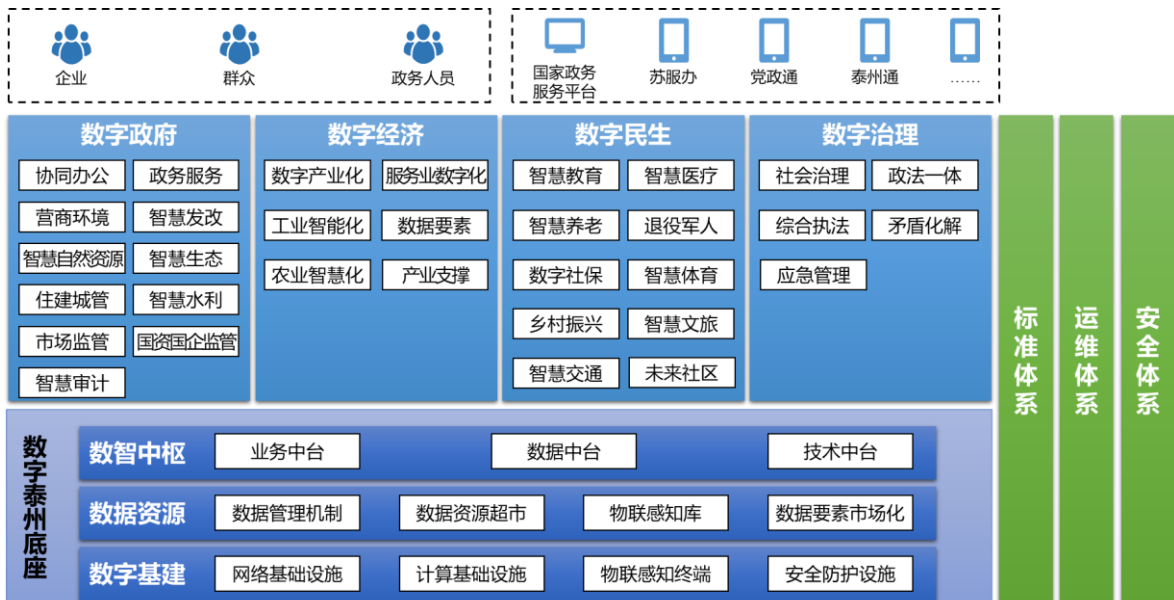 企业
群众
政务人员
国家政务
服务平台
苏服办
党政通
泰州通
……
数字政府
协同办公
政务服务
营商环境
智慧发改
智慧自然资源
智慧生态
住建城管
智慧水利
市场监管
国资国企监管
智慧审计
数字经济
数字产业化
服务业数字化
工业智能化
数据要素
农业智慧化
产业支撑
数字民生
智慧教育
智慧医疗
智慧养老
退役军人
数字社保
智慧体育
乡村振兴
智慧文旅
智慧交通
未来社区
数字治理
社会治理
政法一体
综合执法
矛盾化解
应急管理
数字泰州底座
数智中枢
业务中台
数据中台
技术中台
数据资源
数据管理机制
数据资源超市
物联感知库
数据要素市场化
数字基建
网络基础设施
计算基础设施
物联感知终端
安全防护设施
标准体系
运维体系
安全体系